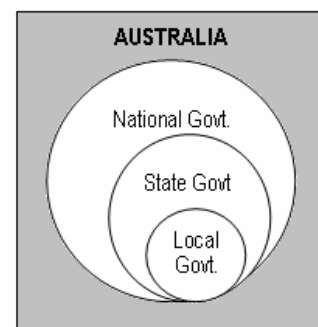 AUSTRALIA
National Govt.
State Govt
Local
Govt.